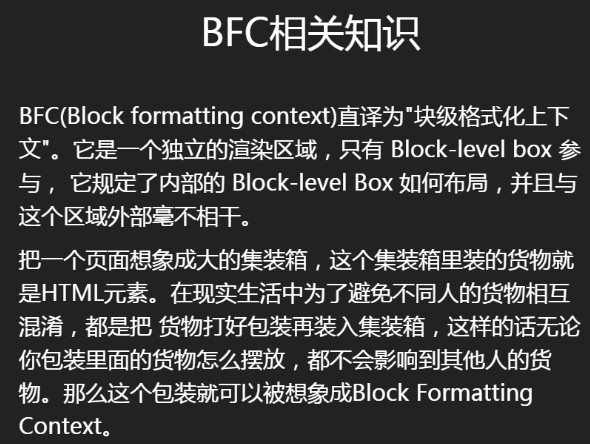 BFC相关知识
BFC(Block formatting context)直译为"块级格式化上下
文"。它是一个独立的渲染区域，只有 Block-level box 参
与， 它规定了内部的 Block-level Box 如何布局，并且与
这个区域外部毫不相干。
把一个页面想象成大的集装箱，这个集装箱里装的货物就
是HTML元素。在现实生活中为了避免不同人的货物相互
混淆，都是把 货物打好包装再装入集装箱，这样的话无论
你包装里面的货物怎么摆放，都不会影响到其他人的货
物。那么这个包装就可以被想象成Block Formatting
Context。